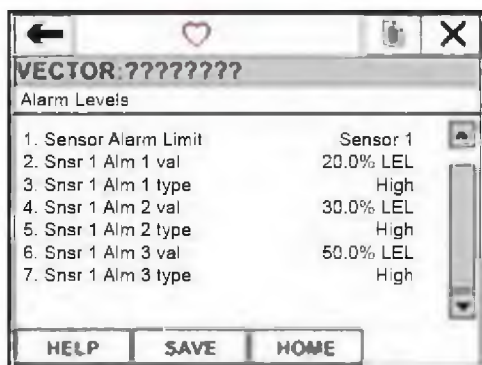 VECTOR:????????
Alarm Levels
1. Sensor Alarm Limit Sensor 1
2. Snsr 1 Alm 1 val 20.0% LEL
3. Snsr 1 Alm 1 type High
4. Snsr 1 Alm 2 val 30.0% LEL
5. Snsr 1 Alm 2 type High
6. Snsr 1 Alm 3 val 50.0% LEL
7. Snsr 1 Alm 3 type High
HELP SAVE HOME